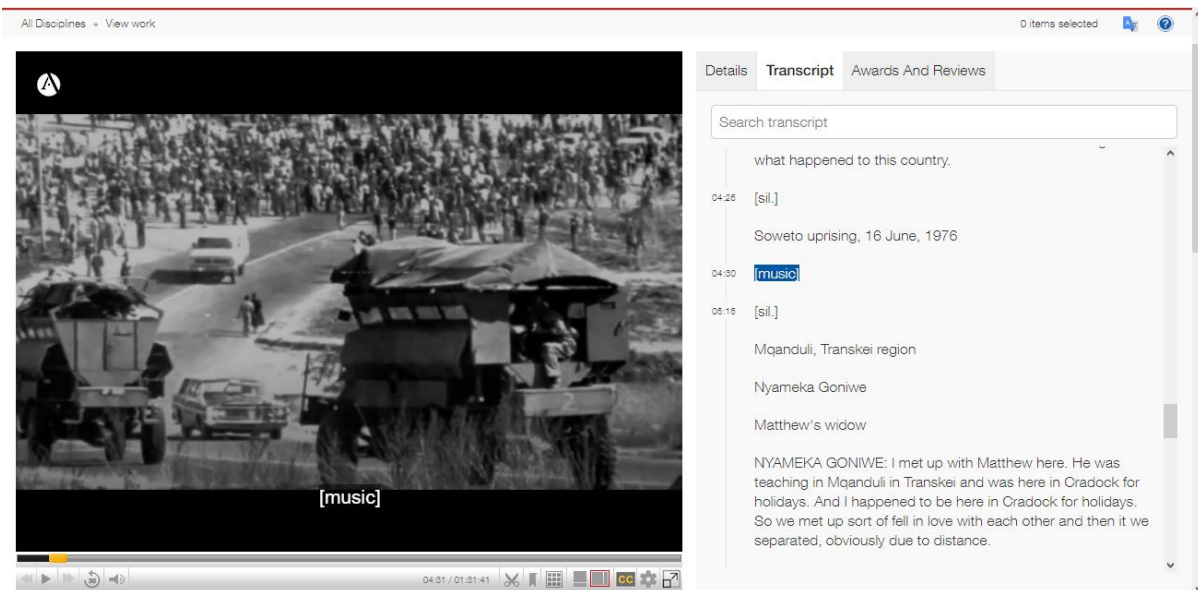 All Disciplines » View work
0 items selected
Details Transcript Awards And Reviews
Search transcript
what happened to this country.
04:25 [sil.]
Soweto uprising, 16 June, 1976
04:30 [music]
05:15 [sil.]
Mqanduli, Transkei region
Nyameka Goniwe
Matthew's widow
NYAMEKA GONIWE: I met up with Matthew here. He was
teaching in Mqanduli in Transkei and was here in Cradock for
holidays. And I happened to be here in Cradock for holidays.
So we met up sort of fell in love with each other and then it we
separated, obviously due to distance.
[music]
30
04:31 / 01:31:41
CC